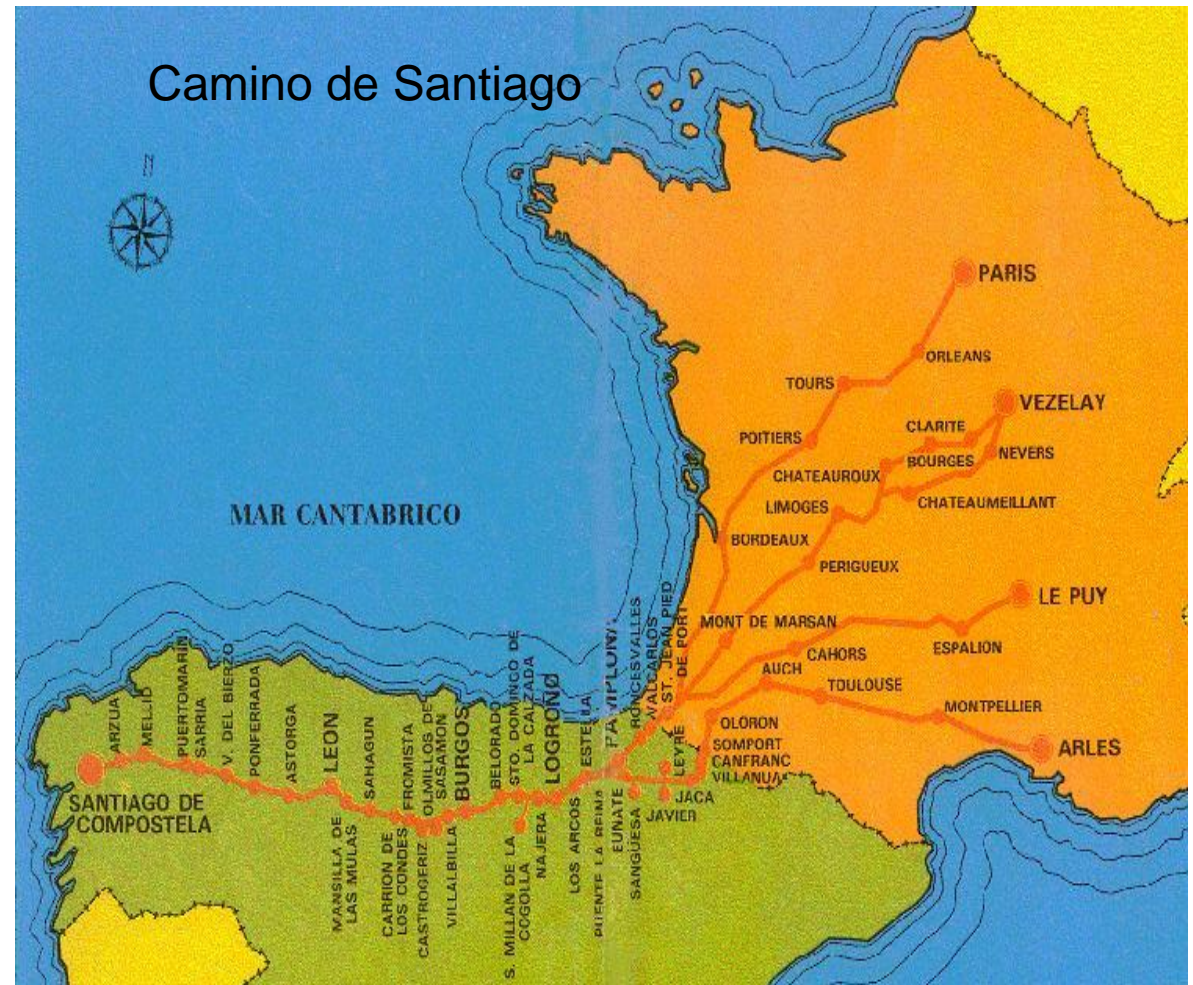 Camino de Santiago
N
PARIS
ORLEANS
TOURS
VEZELAY
CLARITE
POITIERS
NEVERS
BOURGES
CHATEAUROUX
CHATEAUMEILLANT
LIMOGES
MAR CANTABRICO
BORDEAUX
PERIGUEUX
LE PUY
MONT DE MARSAN
ESPALION
CAHORS
AUCH
TOULOUSE
MONTPELLIER
OLORON
ARLES
SOMPORT
CANFRANC
VILLANUA
JACA
JAVIER
LEYRE
ST. JEAN PIED
DE PORT
VALCARLOS
RONCESVALLES
SANGUESA
EUNATE
PUENTE LA REINA
ESTELLA
LOS ARCOS
LOGROÑO
NAJERA
STO. DOMINGO DE
LA CALZADA
S. MILLAN DE LA
COGOLLA
BELORADO
BURGOS
VILLALBILLA
OLMILLOS DE
SASAMON
CASTROGERIZ
FROMISTA
CARRION DE
LOS CONDES
SAHAGUN
MANSILLA DE
LAS MULAS
LEON
ASTORGA
PONFERRADA
V. DEL BIERZO
SARRIA
PUERTOMARIN
ARZUA
SANTIAGO DE
COMPOSTELA